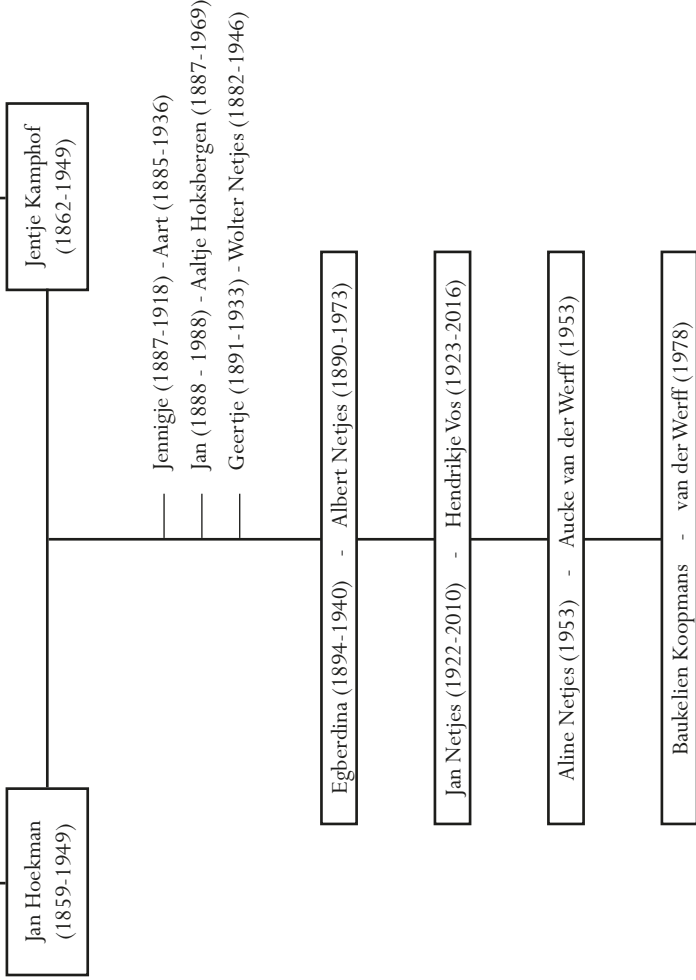 Jan Hoekman
(1859-1949)
Jentje Kamphof
(1862-1949)
Jennigje (1887-1918) - Aart (1885-1936)
Jan (1888 - 1988) - Aaltje Hoksbergen (1887-1969)
Geertje (1891-1933) - Wolter Netjes (1882-1946)
Egberdina (1894-1940) - Albert Netjes (1890-1973)
Jan Netjes (1922-2010) - Hendrikje Vos (1923-2016)
Aline Netjes (1953) - Aucke van der Werff (1953)
Baukelien Koopmans - van der Werff (1978)